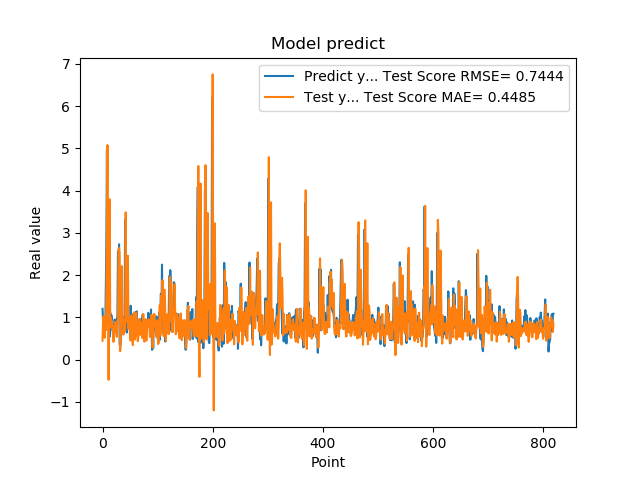 Model predict
Predict y... Test Score RMSE= 0.7444
Test y... Test Score MAE= 0.4485
Real value
7
6
5
4
3
2
1
0
−1
0 200 400 600 800
Point